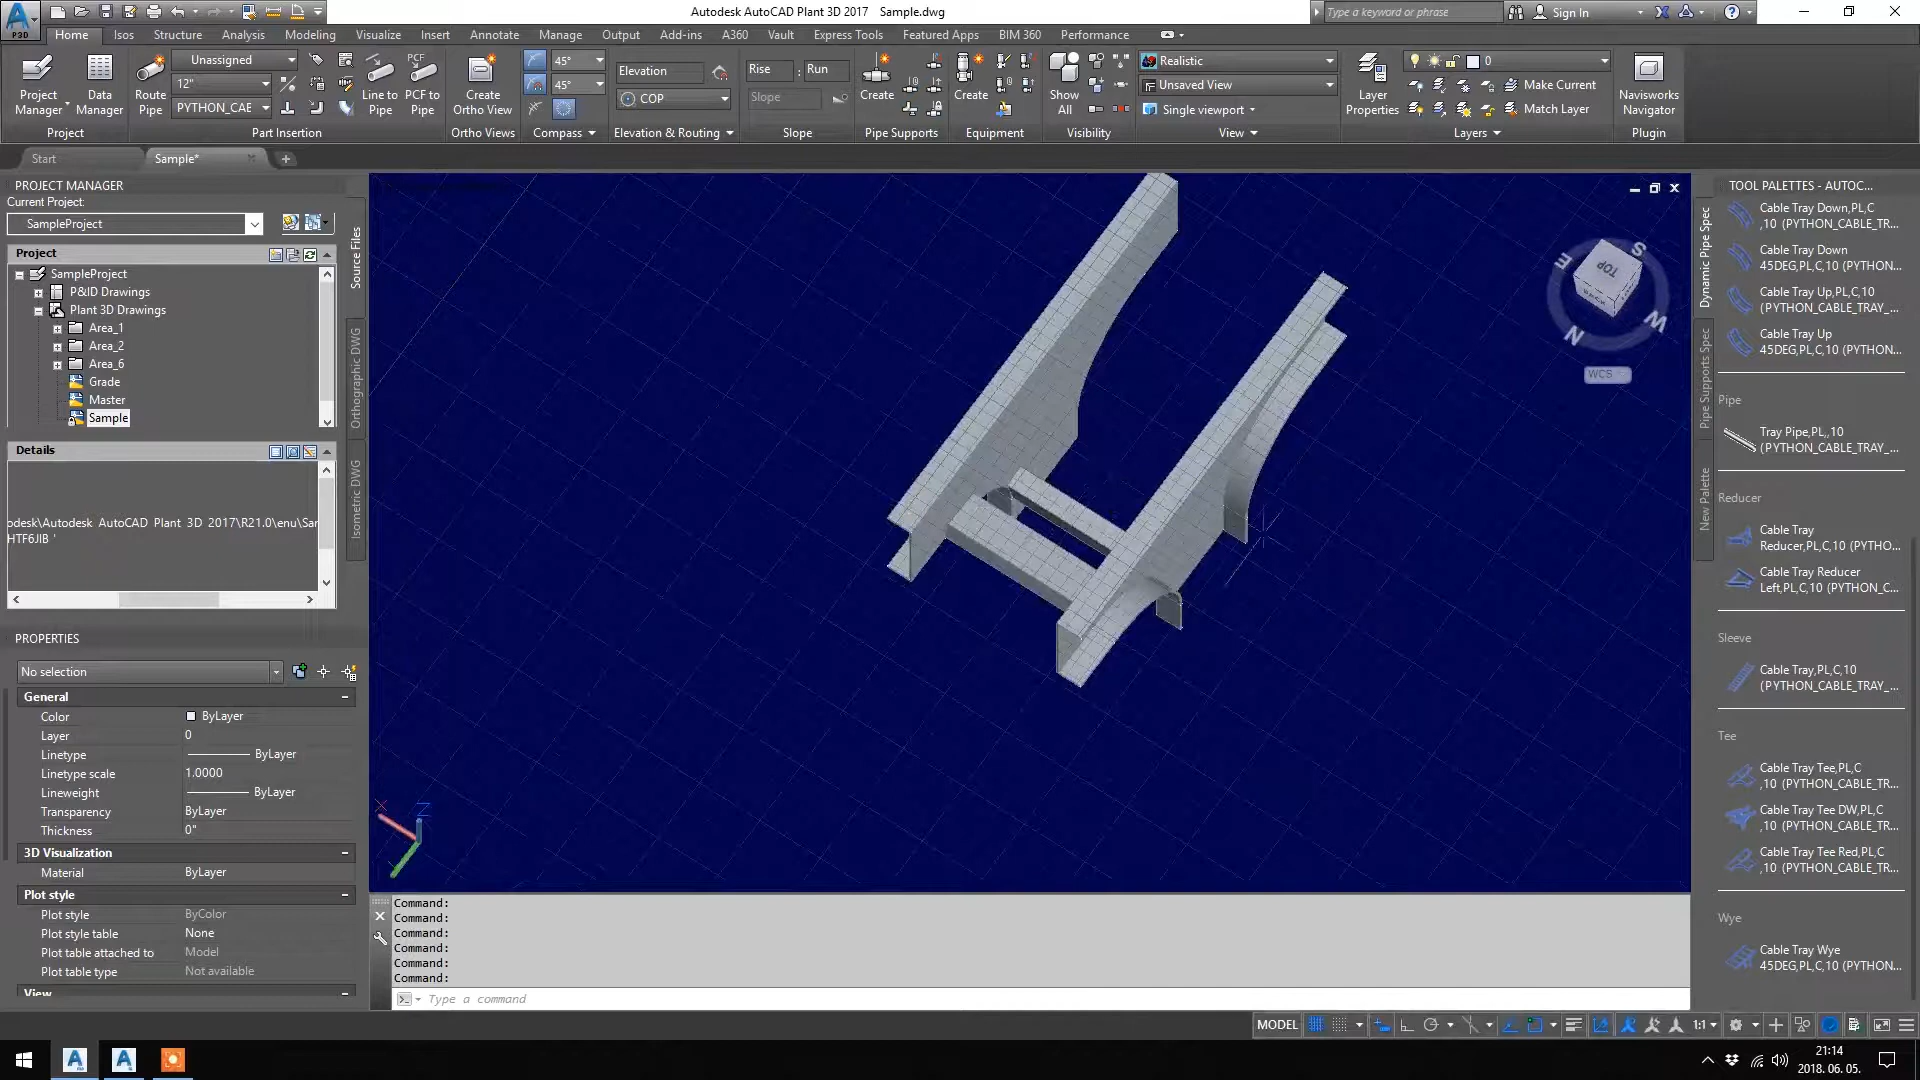 P3D
Autodesk AutoCAD Plant 3D 2017 Sample.dwg
Type a keyword or phrase
Sign In
Home Isos Structure Analysis Modeling Visualize Insert Annotate Manage Output Add-ins A360 Vault Express Tools Featured Apps BIM 360 Performance
Project Manager
Data Manager
Project
Route Pipe
Unassigned
12"
PYTHON_CAE
Line to Pipe
PCF
PCF to Pipe
Part Insertion
Create Ortho View
Ortho Views
45°
45°
Compass
Elevation
COP
Elevation & Routing
Rise : Run
Slope
Slope
Create
Pipe Supports
Create
Equipment
Show All
Visibility
Realistic
Unsaved View
Single viewport
View
Layer Properties
0
Make Current
Match Layer
Layers
Navisworks Navigator
Plugin
Start
Sample*
PROJECT MANAGER
Current Project:
SampleProject
Project
SampleProject
P&ID Drawings
Plant 3D Drawings
Area_1
Area_2
Area_6
Grade
Master
Sample
Source Files
Orthographic DWG
Isometric DWG
Details
odesk\Autodesk AutoCAD Plant 3D 2017\R21.0\enu\Sar
HTF6JIB '
PROPERTIES
No selection
General
Color ByLayer
Layer 0
Linetype ByLayer
Linetype scale 1.0000
Lineweight ByLayer
Transparency ByLayer
Thickness 0"
3D Visualization
Material ByLayer
Plot style
Plot style ByColor
Plot style table None
Plot table attached to Model
Plot table type Not available
View
TOP
S
E
W
N
WCS
X
Z
Command:
Command:
Command:
Command:
Command:
Command:
Type a command
TOOL PALETTES - AUTOC...
Dynamic Pipe Spec
Pipe Supports Spec
New Palette
Cable Tray Down,PL,C
,10 (PYTHON_CABLE_TR...
Cable Tray Down
45DEG,PL,C,10 (PYTHON...
Cable Tray Up,PL,C,10
(PYTHON_CABLE_TRAY_...
Cable Tray Up
45DEG,PL,C,10 (PYTHON...
Pipe
Tray Pipe,PL,,10
(PYTHON_CABLE_TRAY_...
Reducer
Cable Tray
Reducer,PL,C,10 (PYTHO...
Cable Tray Reducer
Left,PL,C,10 (PYTHON_C...
Sleeve
Cable Tray,PL,C,10
(PYTHON_CABLE_TRAY_...
Tee
Cable Tray Tee,PL,C
,10 (PYTHON_CABLE_TR...
Cable Tray Tee DW,PL,C
,10 (PYTHON_CABLE_TR...
Cable Tray Tee Red,PL,C
,10 (PYTHON_CABLE_TR...
Wye
Cable Tray Wye
45DEG,PL,C,10 (PYTHON...
MODEL
1:1
21:14
2018. 06. 05.